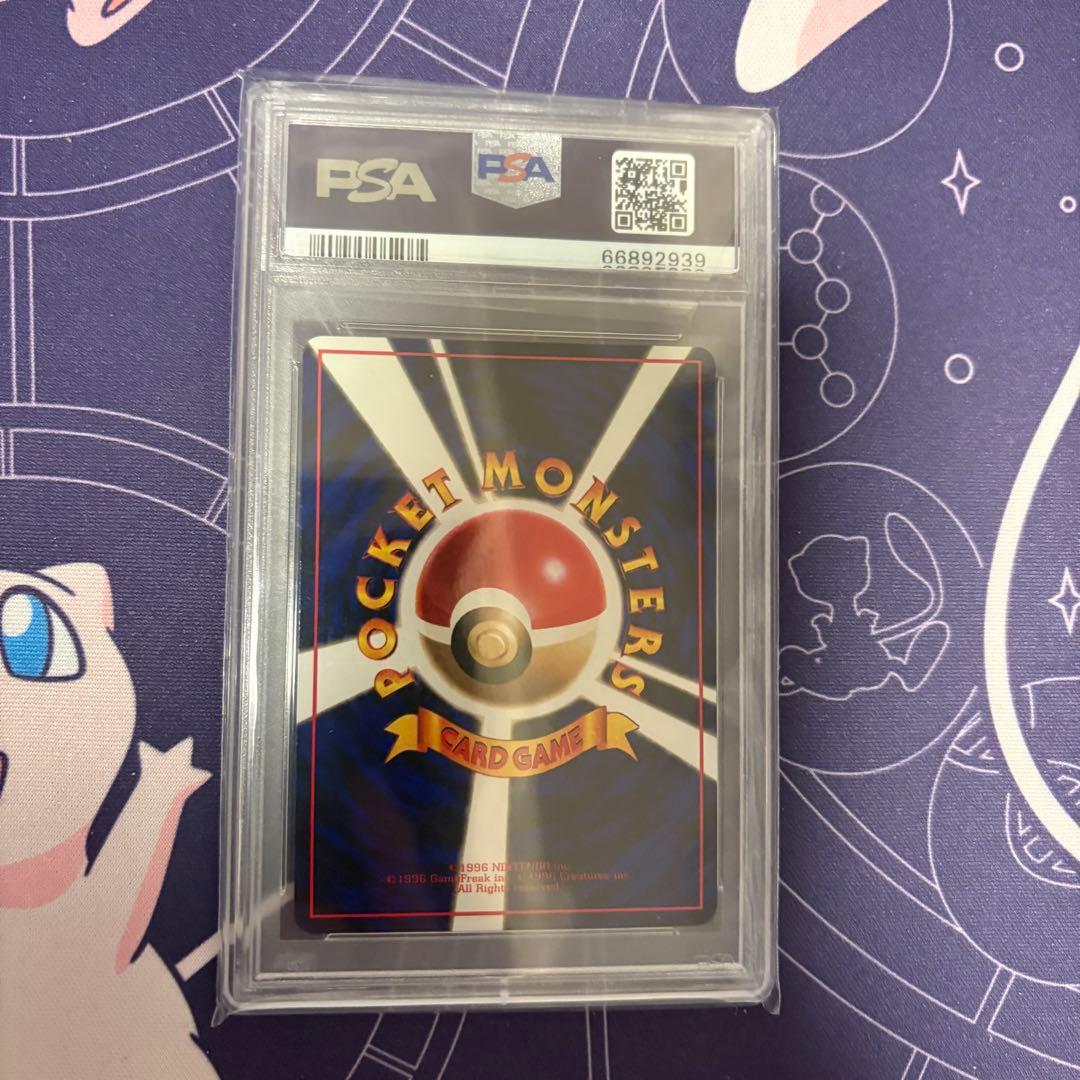 PSA
PSA
66892939
POCKET MONSTERS
CARD GAME
©1996 NINTENDO inc.
©1996 GameFreak inc. ©1996 Creatures inc.
All Rights reserved.